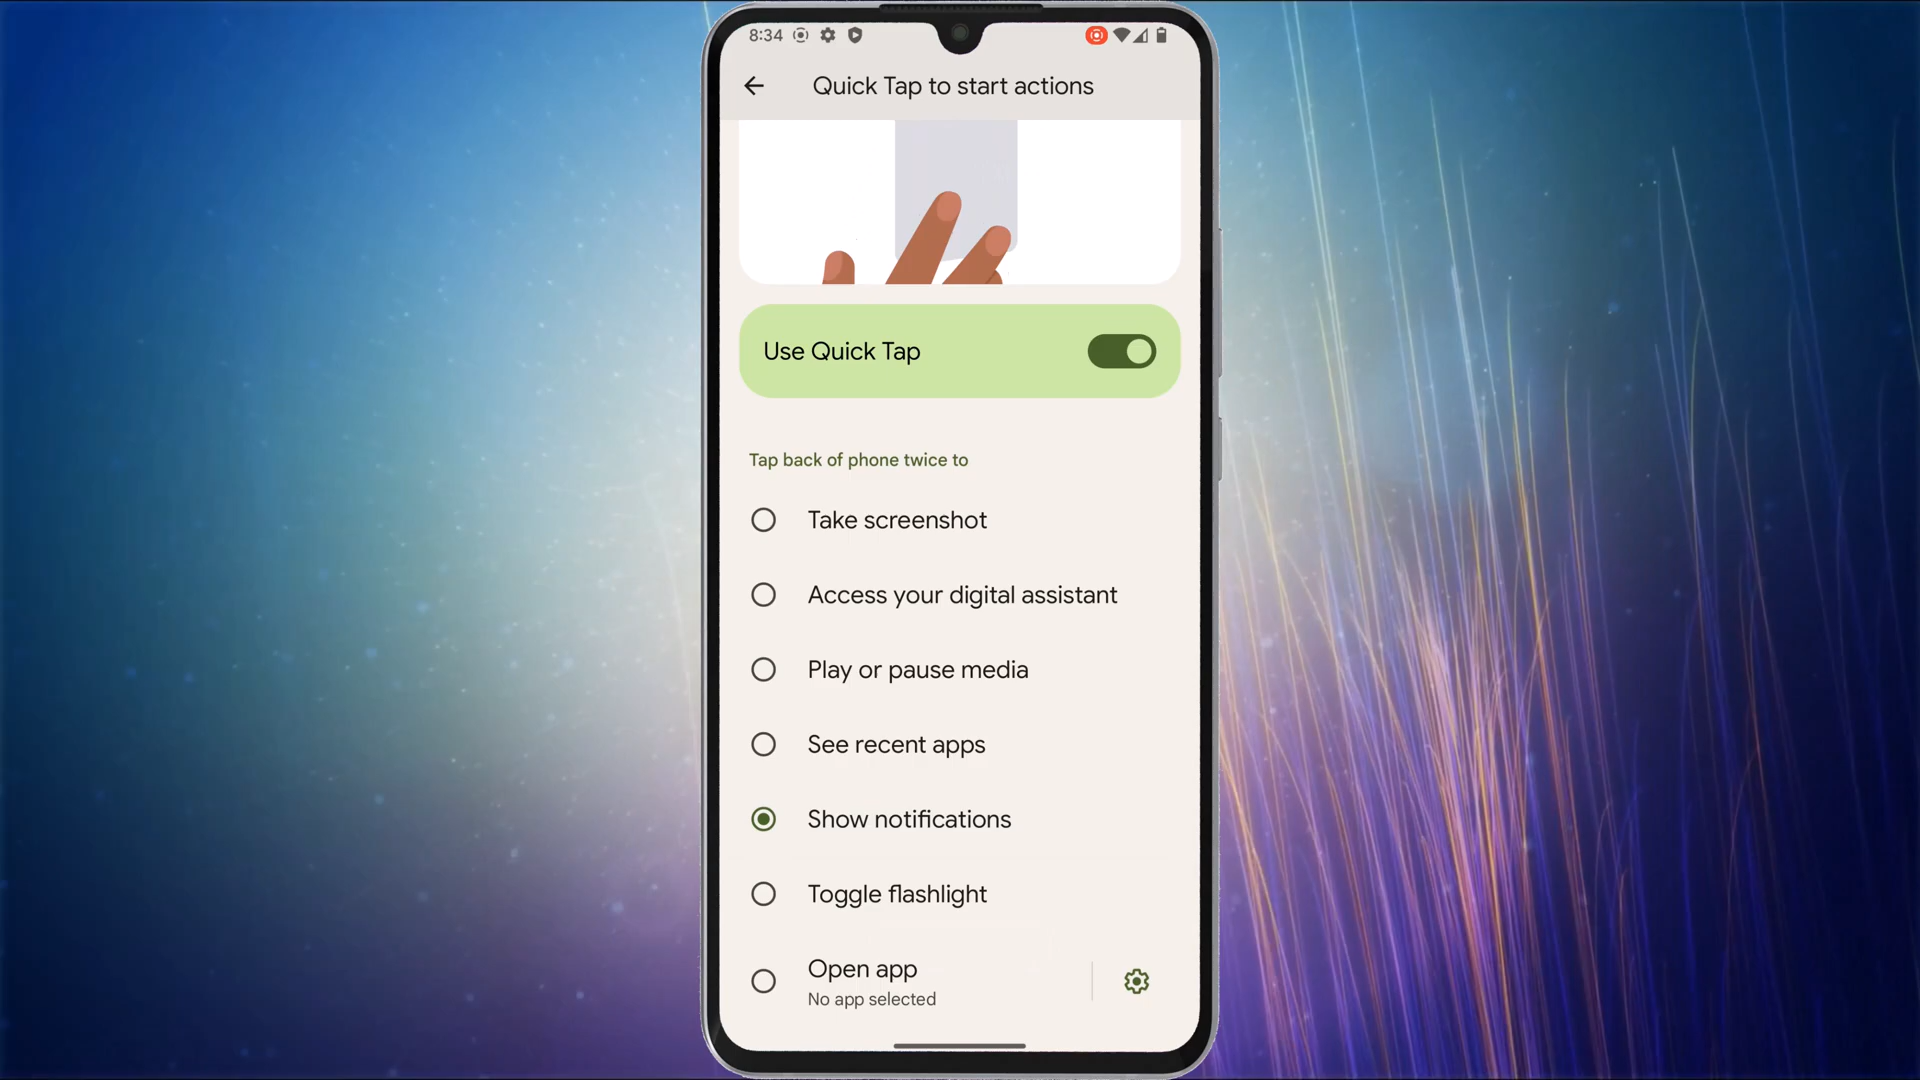 8:34
Quick Tap to start actions
Use Quick Tap
Tap back of phone twice to
Take screenshot
Access your digital assistant
Play or pause media
See recent apps
Show notifications
Toggle flashlight
Open app
No app selected